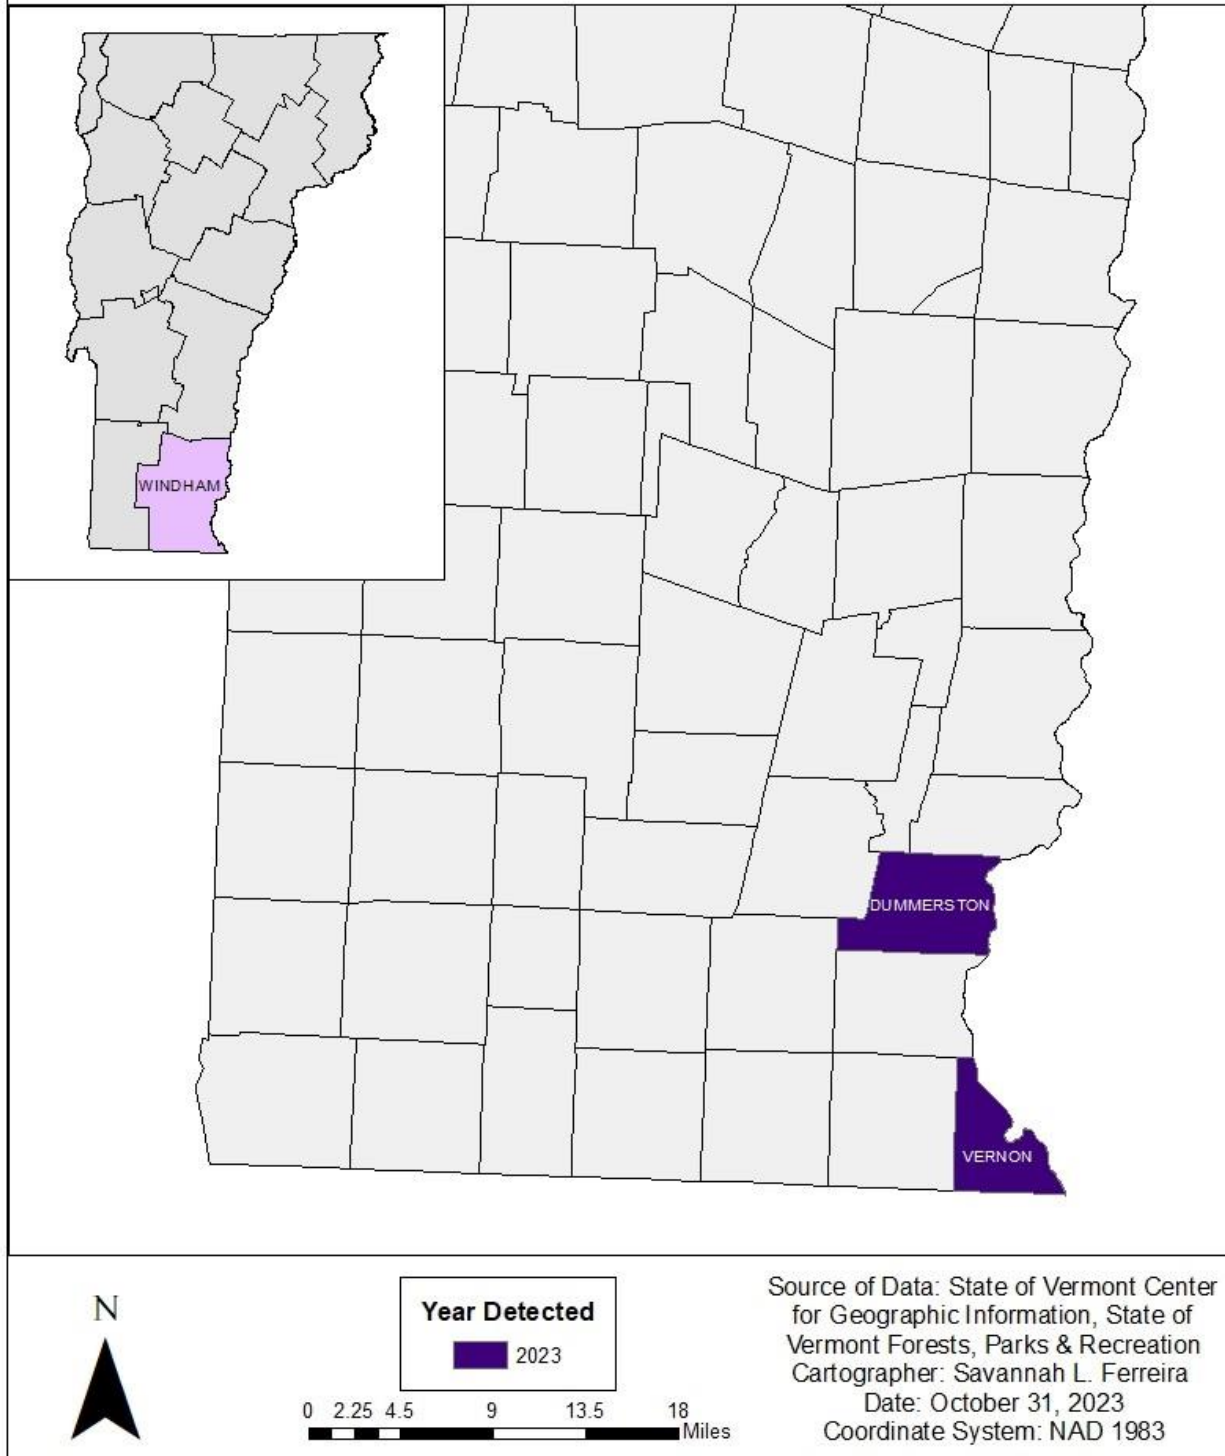 WINDHAM
DUMMERSTON
VERNON
N
Year Detected
2023
0 2.25 4.5 9 13.5 18
Miles
Source of Data: State of Vermont Center
for Geographic Information, State of
Vermont Forests, Parks & Recreation
Cartographer: Savannah L. Ferreira
Date: October 31, 2023
Coordinate System: NAD 1983